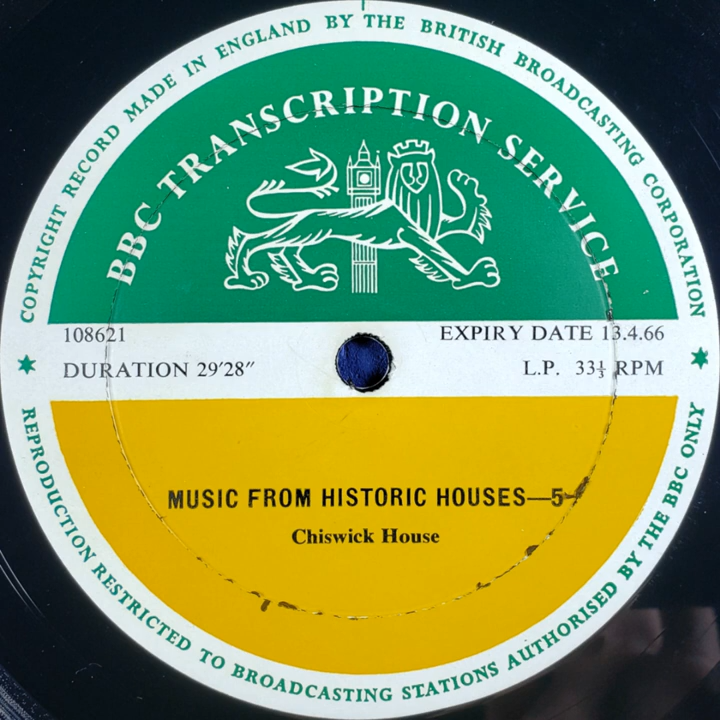 COPYRIGHT RECORD MADE IN ENGLAND BY THE BRITISH BROADCASTING CORPORATION
BBC TRANSCRIPTION SERVICE
108621
EXPIRY DATE 13.4.66
DURATION 29′28″
L.P. 33⅓ RPM
MUSIC FROM HISTORIC HOUSES—5
Chiswick House
REPRODUCTION RESTRICTED TO BROADCASTING STATIONS AUTHORISED BY THE BBC ONLY